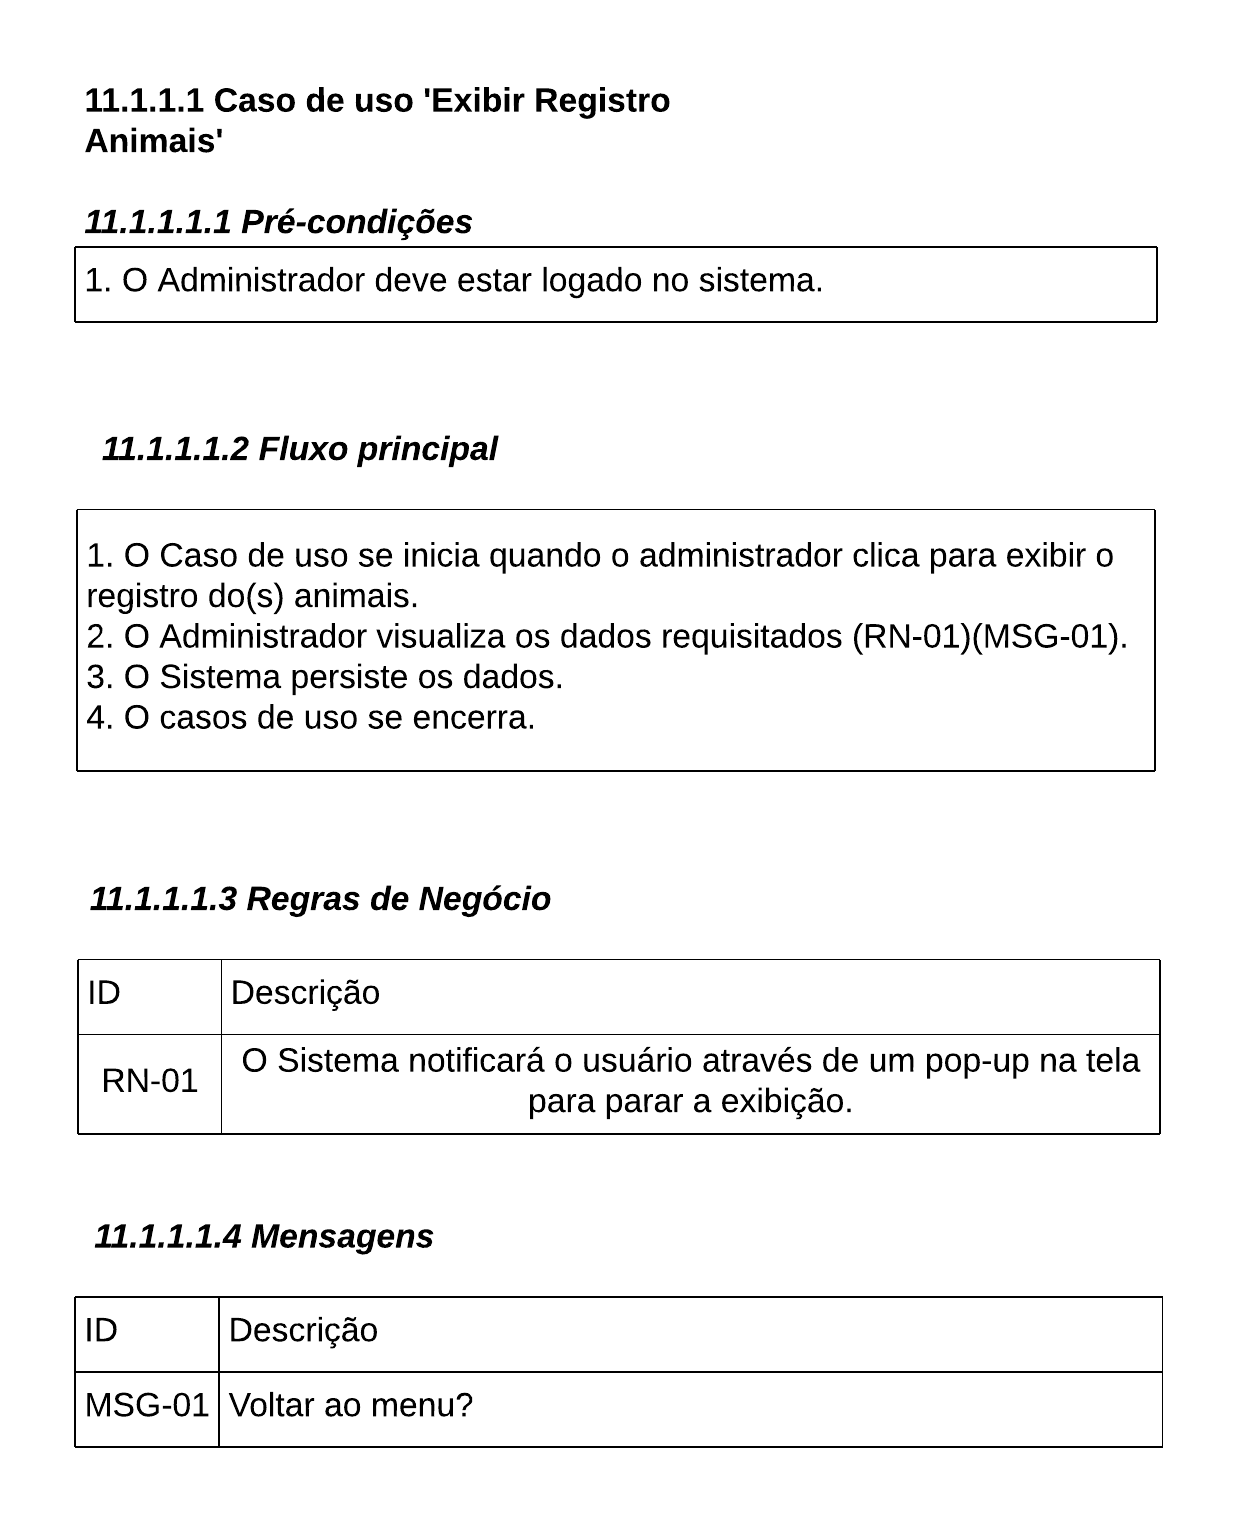 11.1.1.1 Caso de uso 'Exibir Registro
Animais'
11.1.1.1.1 Pré-condições
1. O Administrador deve estar logado no sistema.
11.1.1.1.2 Fluxo principal
1. O Caso de uso se inicia quando o administrador clica para exibir o
registro do(s) animais.
2. O Administrador visualiza os dados requisitados (RN-01)(MSG-01).
3. O Sistema persiste os dados.
4. O casos de uso se encerra.
11.1.1.1.3 Regras de Negócio
ID Descrição
RN-01 O Sistema notificará o usuário através de um pop-up na tela
para parar a exibição.
11.1.1.1.4 Mensagens
ID Descrição
MSG-01 Voltar ao menu?